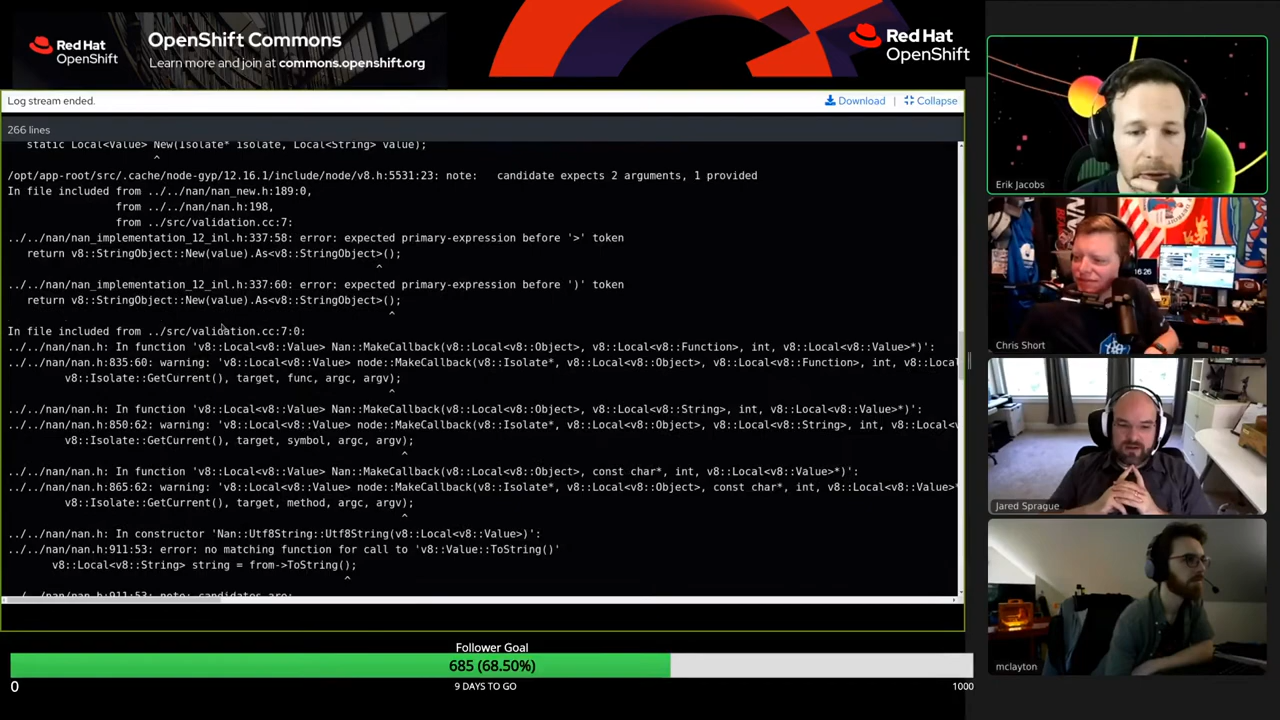 Red Hat
OpenShift
OpenShift Commons
Learn more and join at commons.openshift.org
Red Hat
OpenShift
Log stream ended.
Download | Collapse
266 lines
static Local<Value> New(Isolate* isolate, Local<String> value);
^
/opt/app-root/src/.cache/node-gyp/12.16.1/include/node/v8.h:5531:23: note:   candidate expects 2 arguments, 1 provided
In file included from ../../nan/nan_new.h:189:0,
from ../../nan/nan.h:198,
from ../src/validation.cc:7:
../../nan/nan_implementation_12_inl.h:337:58: error: expected primary-expression before '>' token
return v8::StringObject::New(value).As<v8::StringObject>();
^
../../nan/nan_implementation_12_inl.h:337:60: error: expected primary-expression before ')' token
return v8::StringObject::New(value).As<v8::StringObject>();
^
In file included from ../src/validation.cc:7:0:
../../nan/nan.h: In function 'v8::Local<v8::Value> Nan::MakeCallback(v8::Local<v8::Object>, v8::Local<v8::Function>, int, v8::Local<v8::Value>*)':
../../nan/nan.h:835:60: warning: 'v8::Local<v8::Value> node::MakeCallback(v8::Isolate*, v8::Local<v8::Object>, v8::Local<v8::Function>, int, v8::Local
v8::Isolate::GetCurrent(), target, func, argc, argv);
^
../../nan/nan.h: In function 'v8::Local<v8::Value> Nan::MakeCallback(v8::Local<v8::Object>, v8::Local<v8::String>, int, v8::Local<v8::Value>*)':
../../nan/nan.h:850:62: warning: 'v8::Local<v8::Value> node::MakeCallback(v8::Isolate*, v8::Local<v8::Object>, v8::Local<v8::String>, int, v8::Local<v
v8::Isolate::GetCurrent(), target, symbol, argc, argv);
^
../../nan/nan.h: In function 'v8::Local<v8::Value> Nan::MakeCallback(v8::Local<v8::Object>, const char*, int, v8::Local<v8::Value>*)':
../../nan/nan.h:865:62: warning: 'v8::Local<v8::Value> node::MakeCallback(v8::Isolate*, v8::Local<v8::Object>, const char*, int, v8::Local<v8::Value>*
v8::Isolate::GetCurrent(), target, method, argc, argv);
^
../../nan/nan.h: In constructor 'Nan::Utf8String::Utf8String(v8::Local<v8::Value>)':
../../nan/nan.h:911:53: error: no matching function for call to 'v8::Value::ToString()'
v8::Local<v8::String> string = from->ToString();
^
../../nan/nan.h:911:53: note: candidates are:
Follower Goal
685 (68.50%)
0
9 DAYS TO GO
1000
Erik Jacobs
16:26
Chris Short
Jared Sprague
mclayton